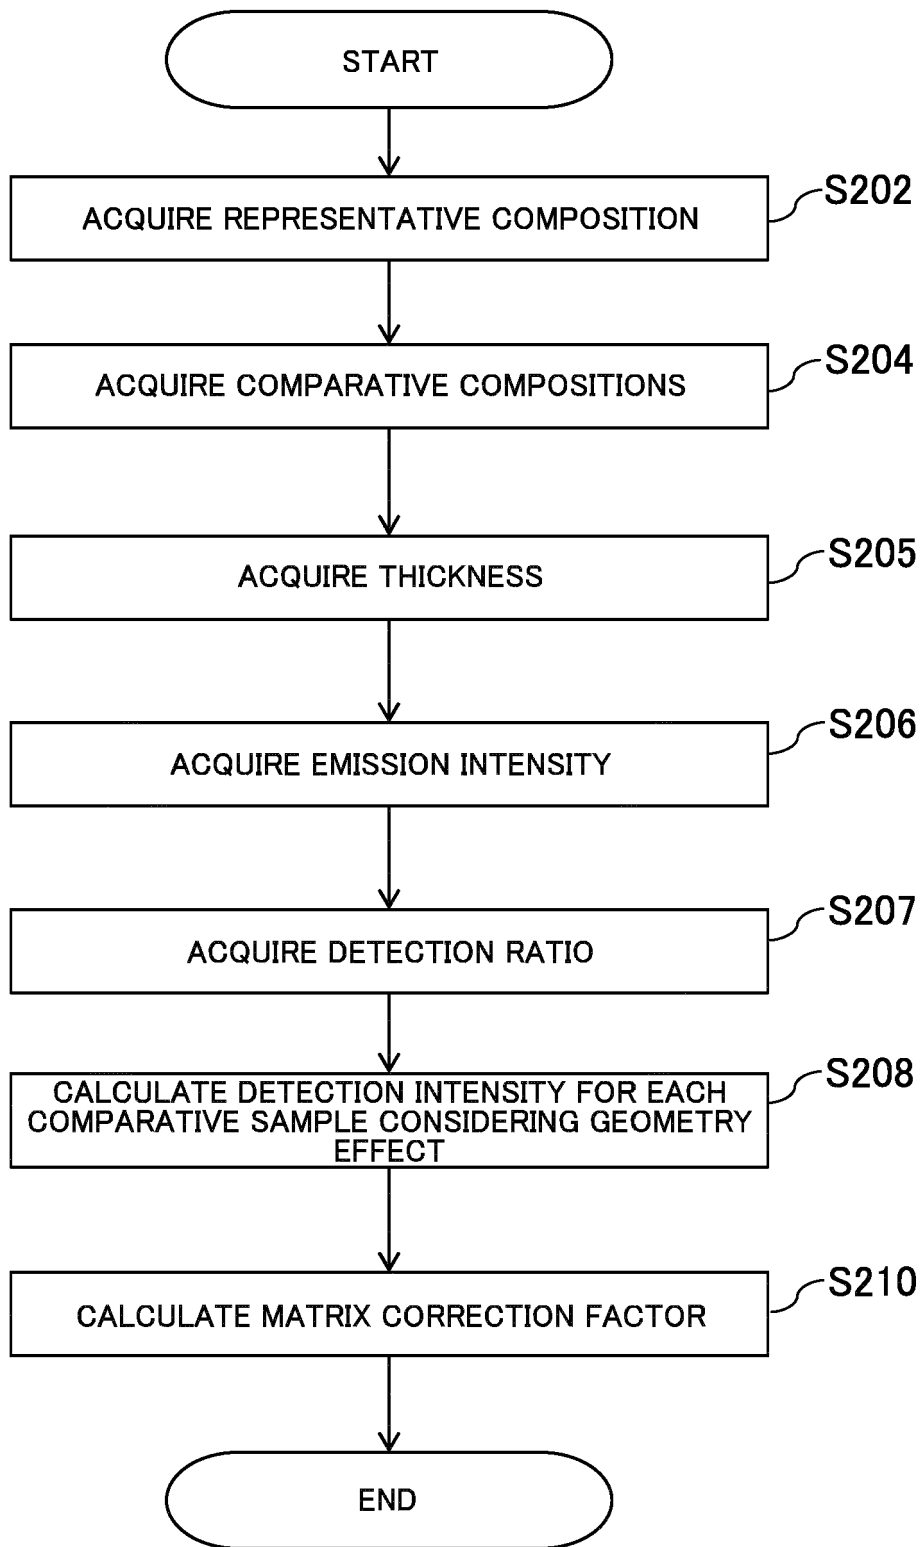 START
S202
ACQUIRE REPRESENTATIVE COMPOSITION
S204
ACQUIRE COMPARATIVE COMPOSITIONS
S205
ACQUIRE THICKNESS
S206
ACQUIRE EMISSION INTENSITY
S207
ACQUIRE DETECTION RATIO
S208
CALCULATE DETECTION INTENSITY FOR EACH
COMPARATIVE SAMPLE CONSIDERING GEOMETRY
EFFECT
S210
CALCULATE MATRIX CORRECTION FACTOR
END